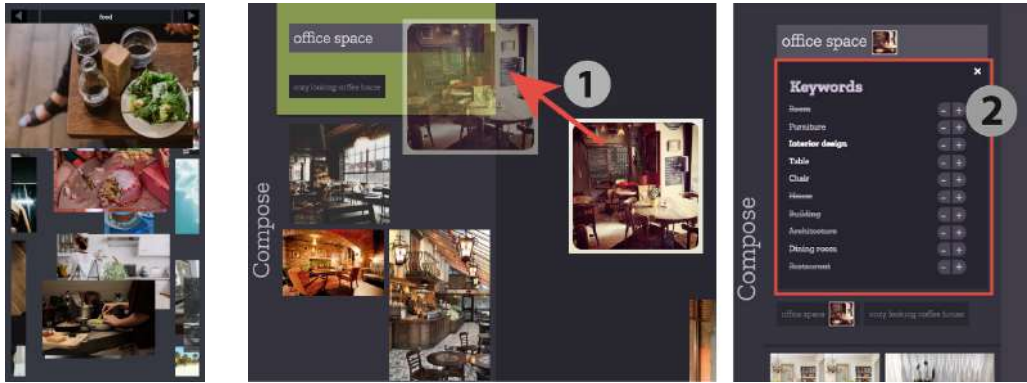 food
office space
cozy looking coffee house
1
Compose
office space
Keywords
Room
Furniture
Interior design
Table
Chair
House
Building
Architecture
Dining room
Restaurant
- +
- +
- +
- +
- +
- +
- +
- +
- +
- +
2
Compose
office space
cozy looking coffee house